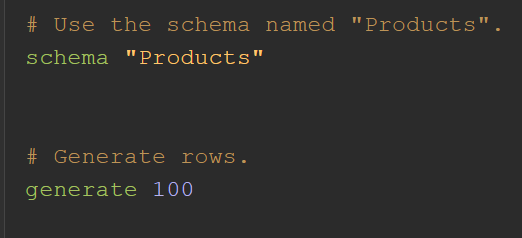 # Use the schema named "Products".
schema "Products"
# Generate rows.
generate 100